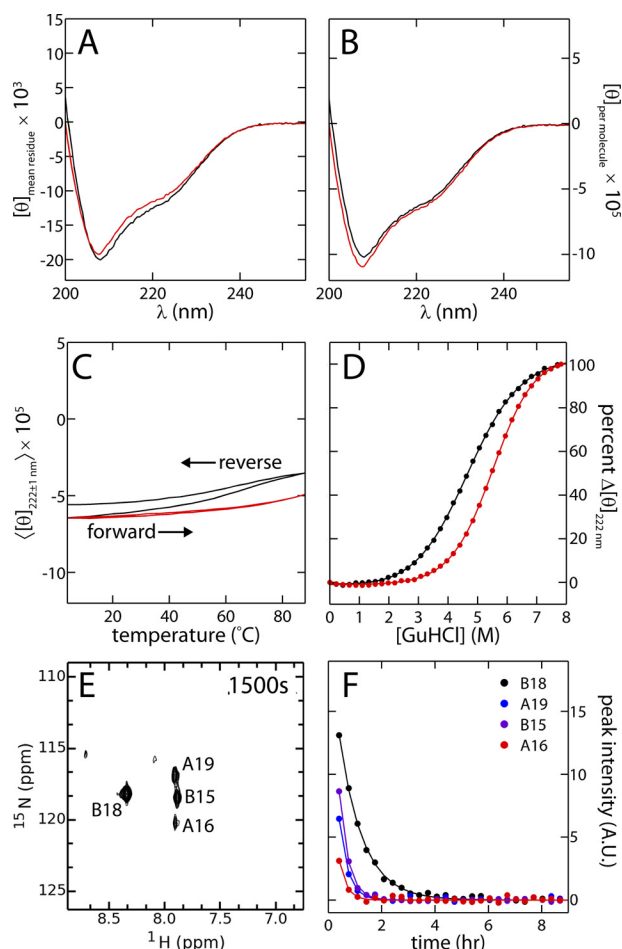 A
B
15
10
5
0
-5
-10
-15
-20
[θ]mean residue × 10³
200
220
240
λ (nm)
200
220
240
λ (nm)
5
0
-5
-10
[θ]per molecule × 10⁵
C
D
5
0
-5
-10
⟨[θ]222±1 nm⟩× 10⁵
reverse
forward
20
40
60
80
temperature (°C)
0
1
2
3
4
5
6
7
8
[GuHCl] (M)
100
80
60
40
20
0
percent Δ[θ]222 nm
E
1500s
110
115
120
125
¹⁵N (ppm)
A19
B18
B15
A16
8.5
8.0
7.5
7.0
¹H (ppm)
F
B18
A19
B15
A16
15
10
5
0
peak intensity (A.U.)
0
2
4
6
8
time (hr)